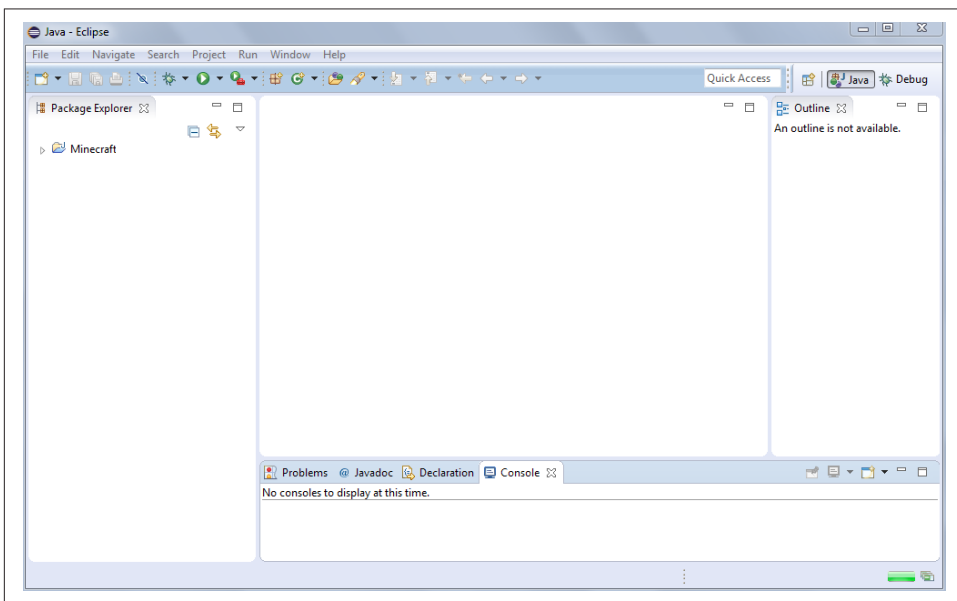 Java - Eclipse
File Edit Navigate Search Project Run Window Help
Quick Access Java Debug
Package Explorer
Outline
An outline is not available.
Minecraft
Problems @ Javadoc Declaration Console
No consoles to display at this time.